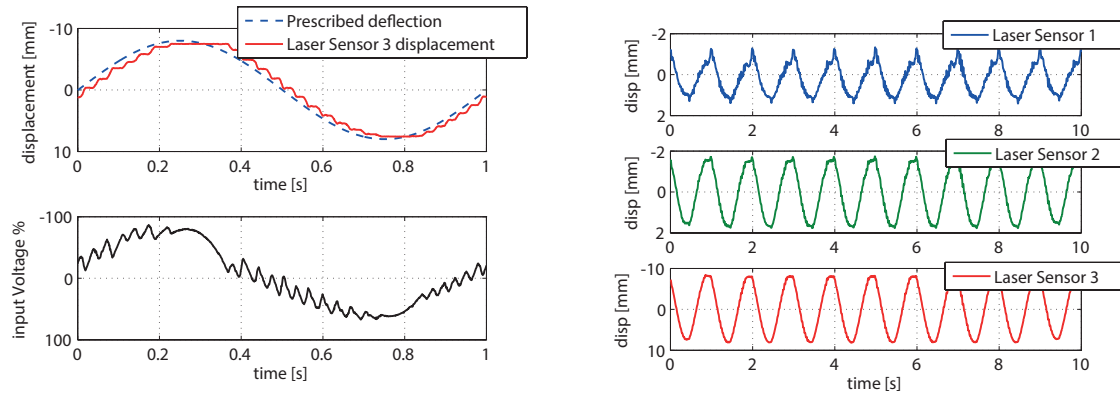 Prescribed deflection
Laser Sensor 3 displacement
displacement [mm]
-10
0
10
0 0.2 0.4 0.6 0.8 1
time [s]
input Voltage %
-100
0
100
0 0.2 0.4 0.6 0.8 1
time [s]
Laser Sensor 1
disp [mm]
-2
0
2
0 2 4 6 8 10
Laser Sensor 2
disp [mm]
-2
0
2
0 2 4 6 8 10
Laser Sensor 3
disp [mm]
-10
0
10
0 2 4 6 8 10
time [s]